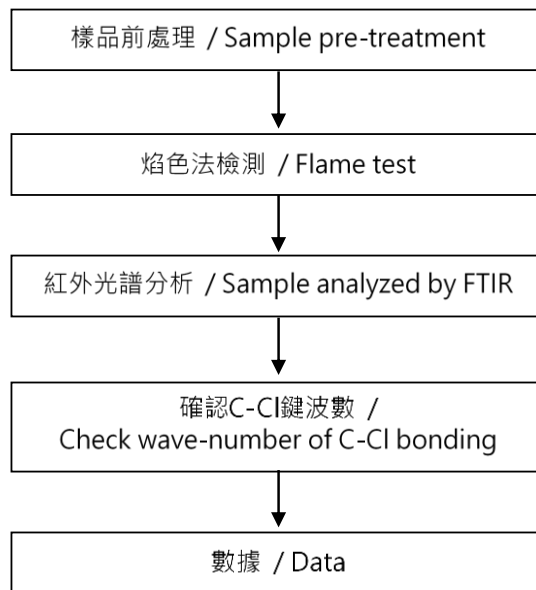 樣品前處理 / Sample pre-treatment
焰色法檢測 / Flame test
紅外光譜分析 / Sample analyzed by FTIR
確認C-Cl鍵波數 /
Check wave-number of C-Cl bonding
數據 / Data